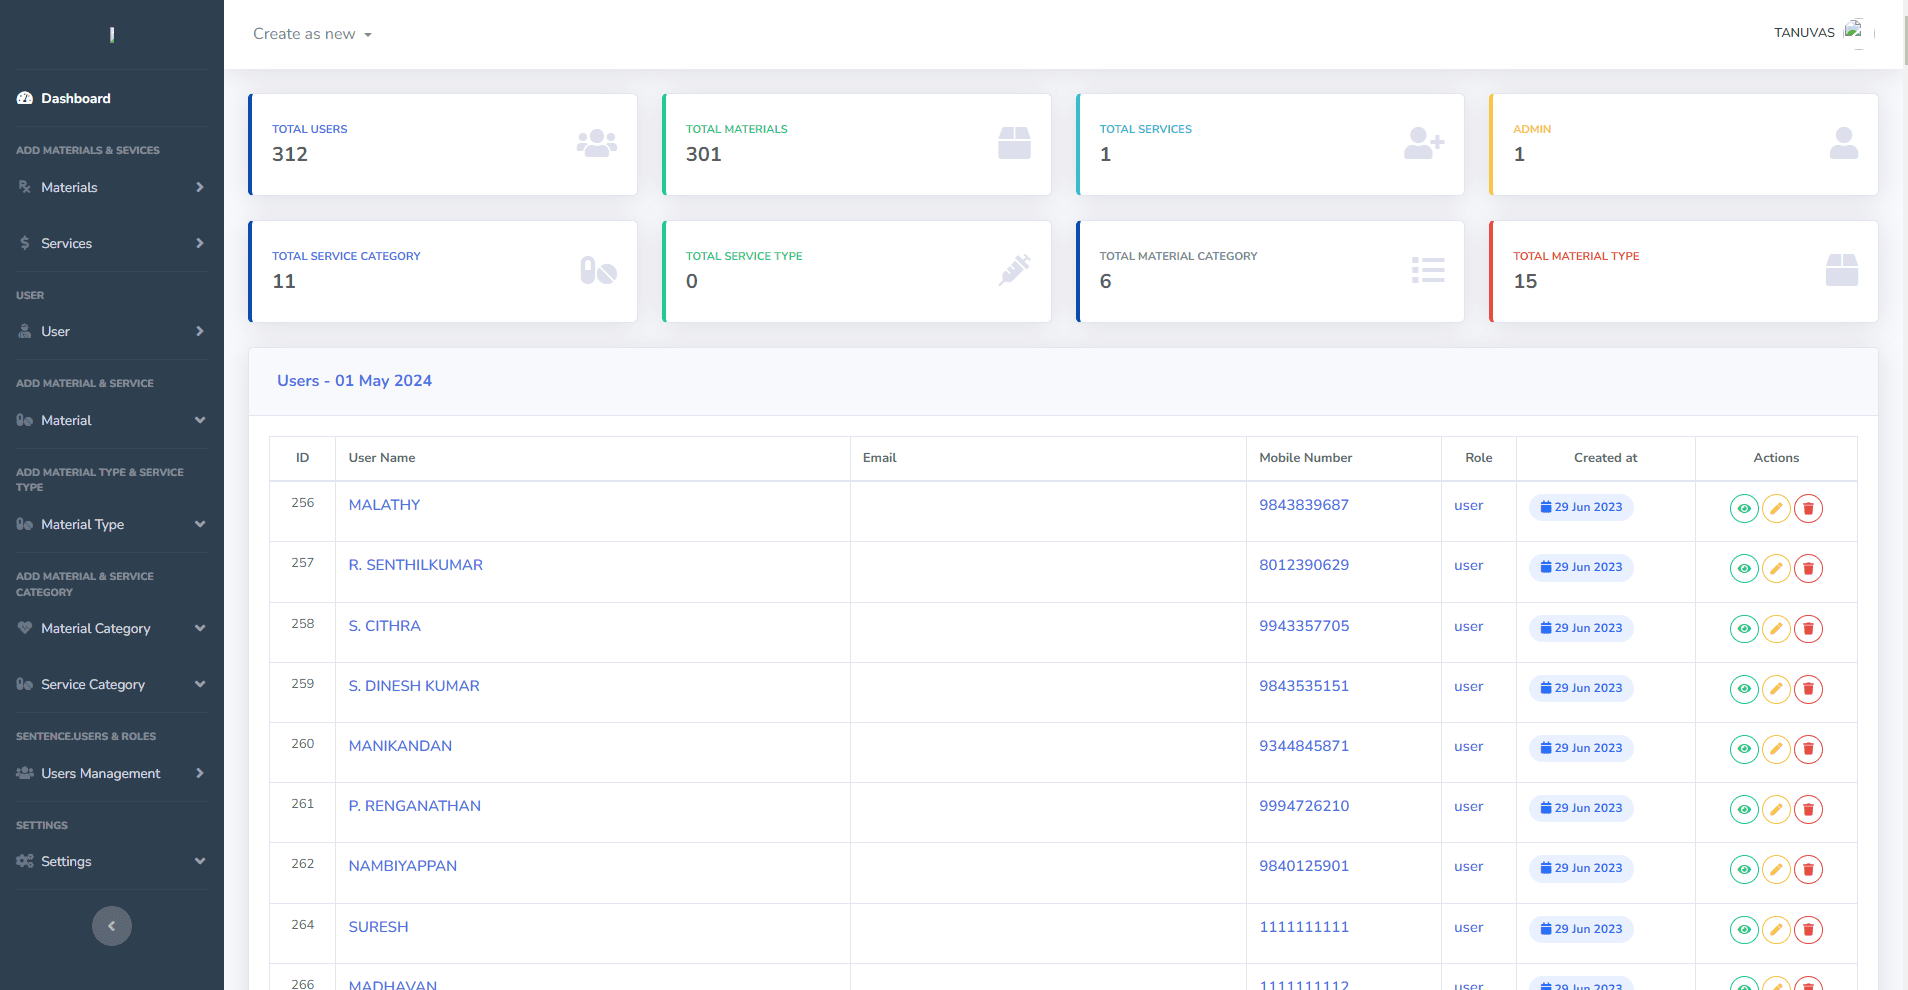 Create as new
TANUVAS
Dashboard
ADD MATERIALS & SEVICES
Materials
Services
USER
User
ADD MATERIAL & SERVICE
Material
ADD MATERIAL TYPE & SERVICE
TYPE
Material Type
ADD MATERIAL & SERVICE
CATEGORY
Material Category
Service Category
SENTENCE.USERS & ROLES
Users Management
SETTINGS
Settings
TOTAL USERS
312
TOTAL MATERIALS
301
TOTAL SERVICES
1
ADMIN
1
TOTAL SERVICE CATEGORY
11
TOTAL SERVICE TYPE
0
TOTAL MATERIAL CATEGORY
6
TOTAL MATERIAL TYPE
15
Users - 01 May 2024
ID User Name Email Mobile Number Role Created at Actions
256 MALATHY 9843839687 user 29 Jun 2023
257 R. SENTHILKUMAR 8012390629 user 29 Jun 2023
258 S. CITHRA 9943357705 user 29 Jun 2023
259 S. DINESH KUMAR 9843535151 user 29 Jun 2023
260 MANIKANDAN 9344845871 user 29 Jun 2023
261 P. RENGANATHAN 9994726210 user 29 Jun 2023
262 NAMBIYAPPAN 9840125901 user 29 Jun 2023
264 SURESH 1111111111 user 29 Jun 2023
266 MADHAVAN 1111111112 user 29 Jun 2023